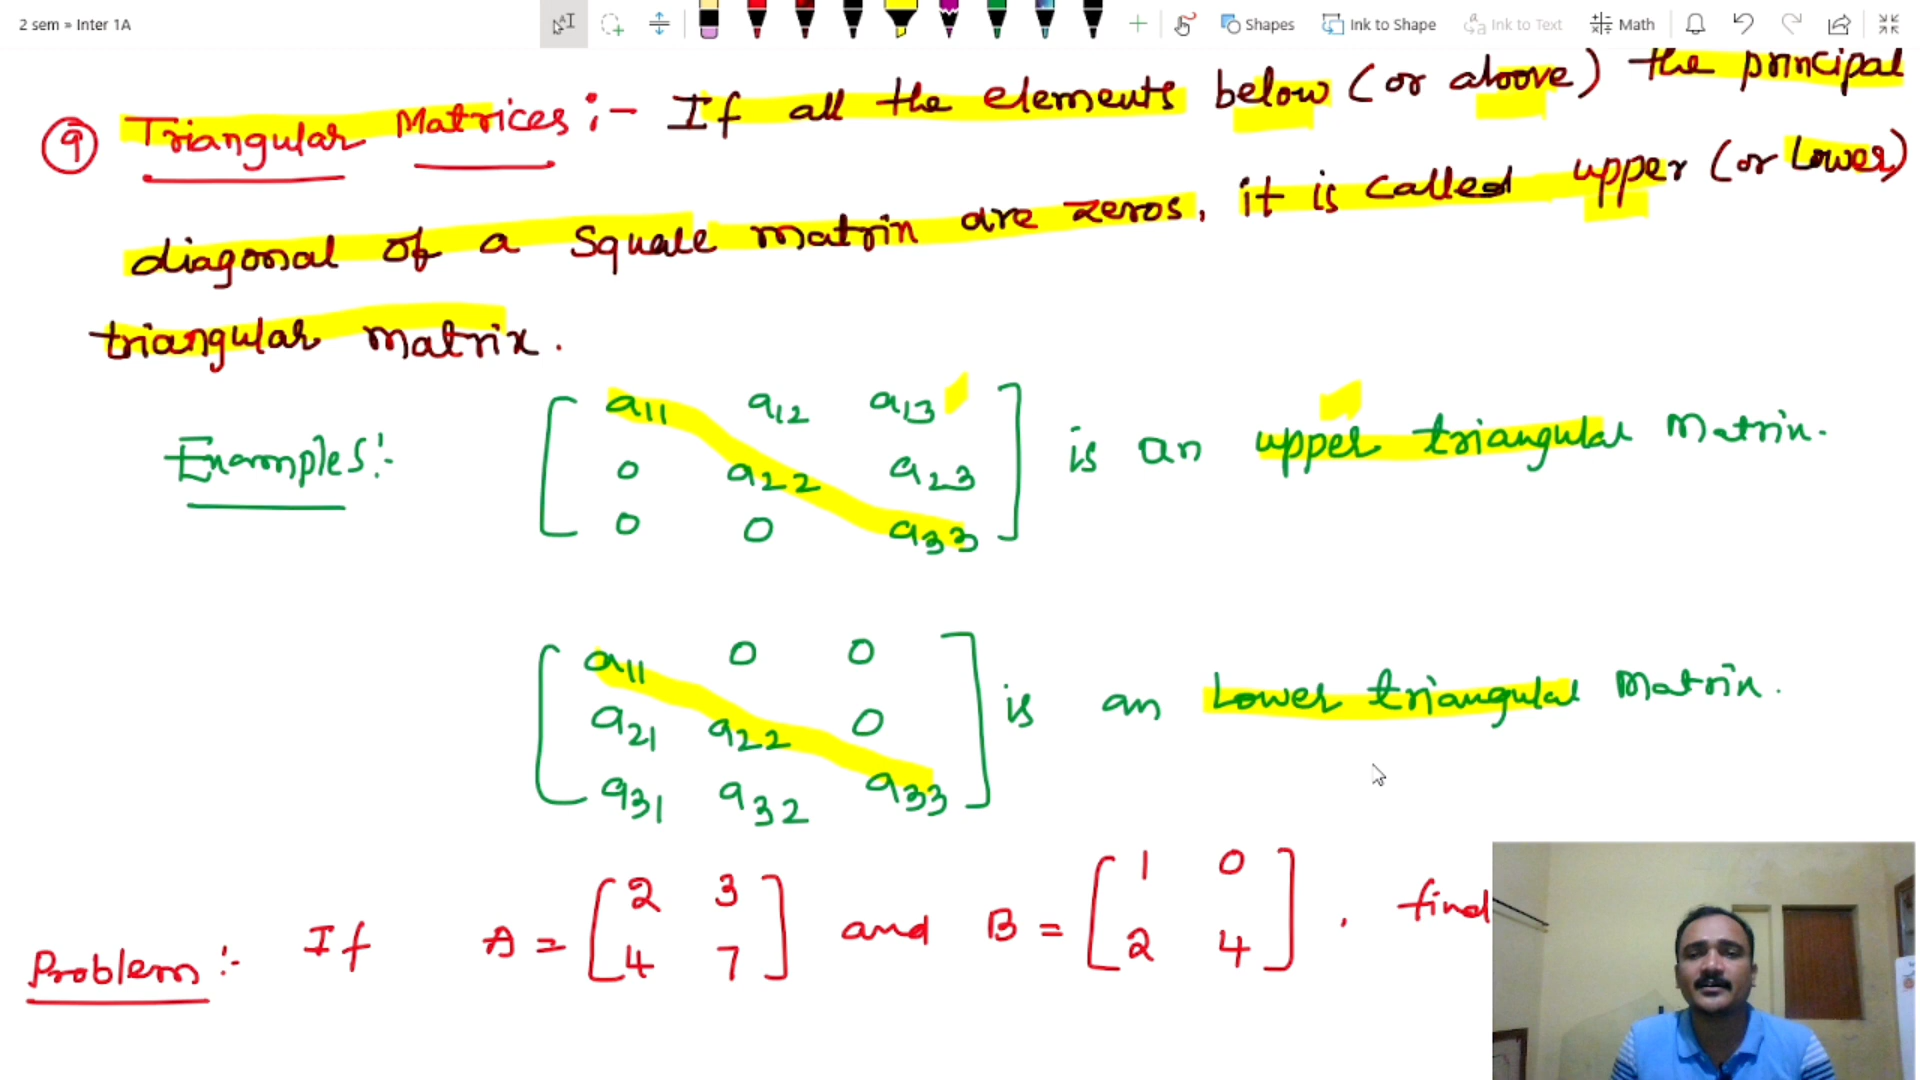 2 sem » Inter 1A
Shapes Ink to Shape Ink to Text Math
9 Triangular Matrices :- If all the elements below (or above) the principal
diagonal of a square matrix are zeros, it is called upper (or Lower)
triangular matrix.
Examples:-
[ a11 a12 a13 ]
[ 0 a22 a23 ] is an upper triangular Matrix.
[ 0 0 a33 ]
[ a11 0 0 ]
[ a21 a22 0 ] is an Lower triangular Matrix.
[ a31 a32 a33 ]
Problem:- If A = [ 2 3 ] and B = [ 1 0 ] , find
[ 4 7 ] [ 2 4 ]